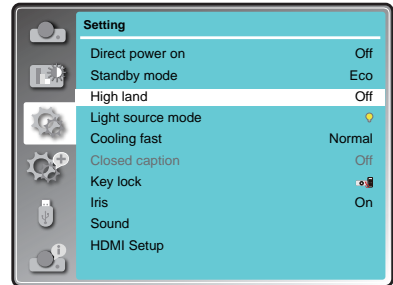 Setting
Direct power on Off
Standby mode Eco
High land Off
Light source mode
Cooling fast Normal
Closed caption Off
Key lock
Iris On
Sound
HDMI Setup